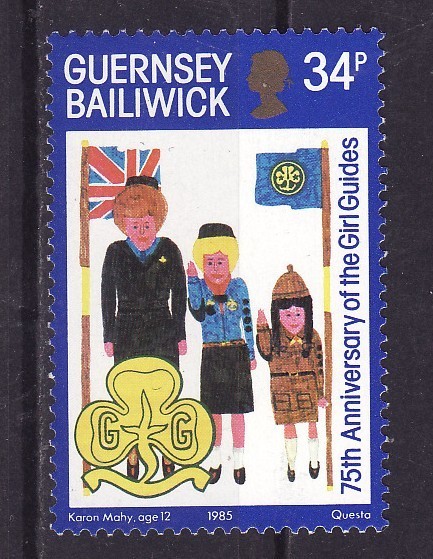 GUERNSEY
BAILIWICK
34P
75th Anniversary of the Girl Guides
G G
Karon Mahy, age 12 1985 Questa